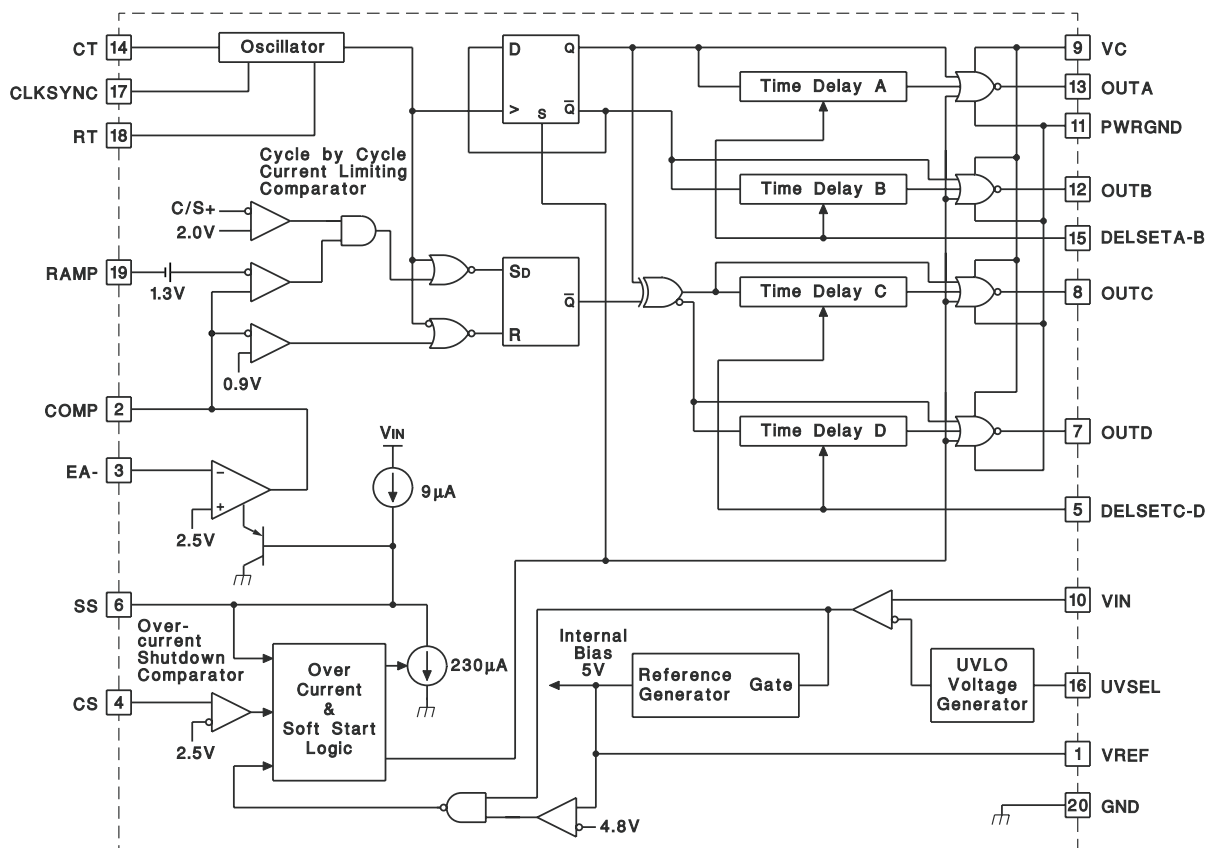 CT 14
Oscillator
CLKSYNC 17
RT 18
D Q
> S Q
Time Delay A
9 VC
13 OUTA
11 PWRGND
Cycle by Cycle
Current Limiting
Comparator
Time Delay B
12 OUTB
15 DELSETA-B
C/S+
2.0V
RAMP 19
1.3V
SD
Q
R
Time Delay C
8 OUTC
0.9V
COMP 2
Time Delay D
7 OUTD
EA- 3
−
+
2.5V
VIN
9µA
5 DELSETC-D
SS 6
Over-
current
Shutdown
Comparator
10 VIN
Over
Current
&
Soft Start
Logic
230µA
Internal
Bias
5V
Reference
Generator
Gate
UVLO
Voltage
Generator
16 UVSEL
CS 4
2.5V
1 VREF
4.8V
20 GND